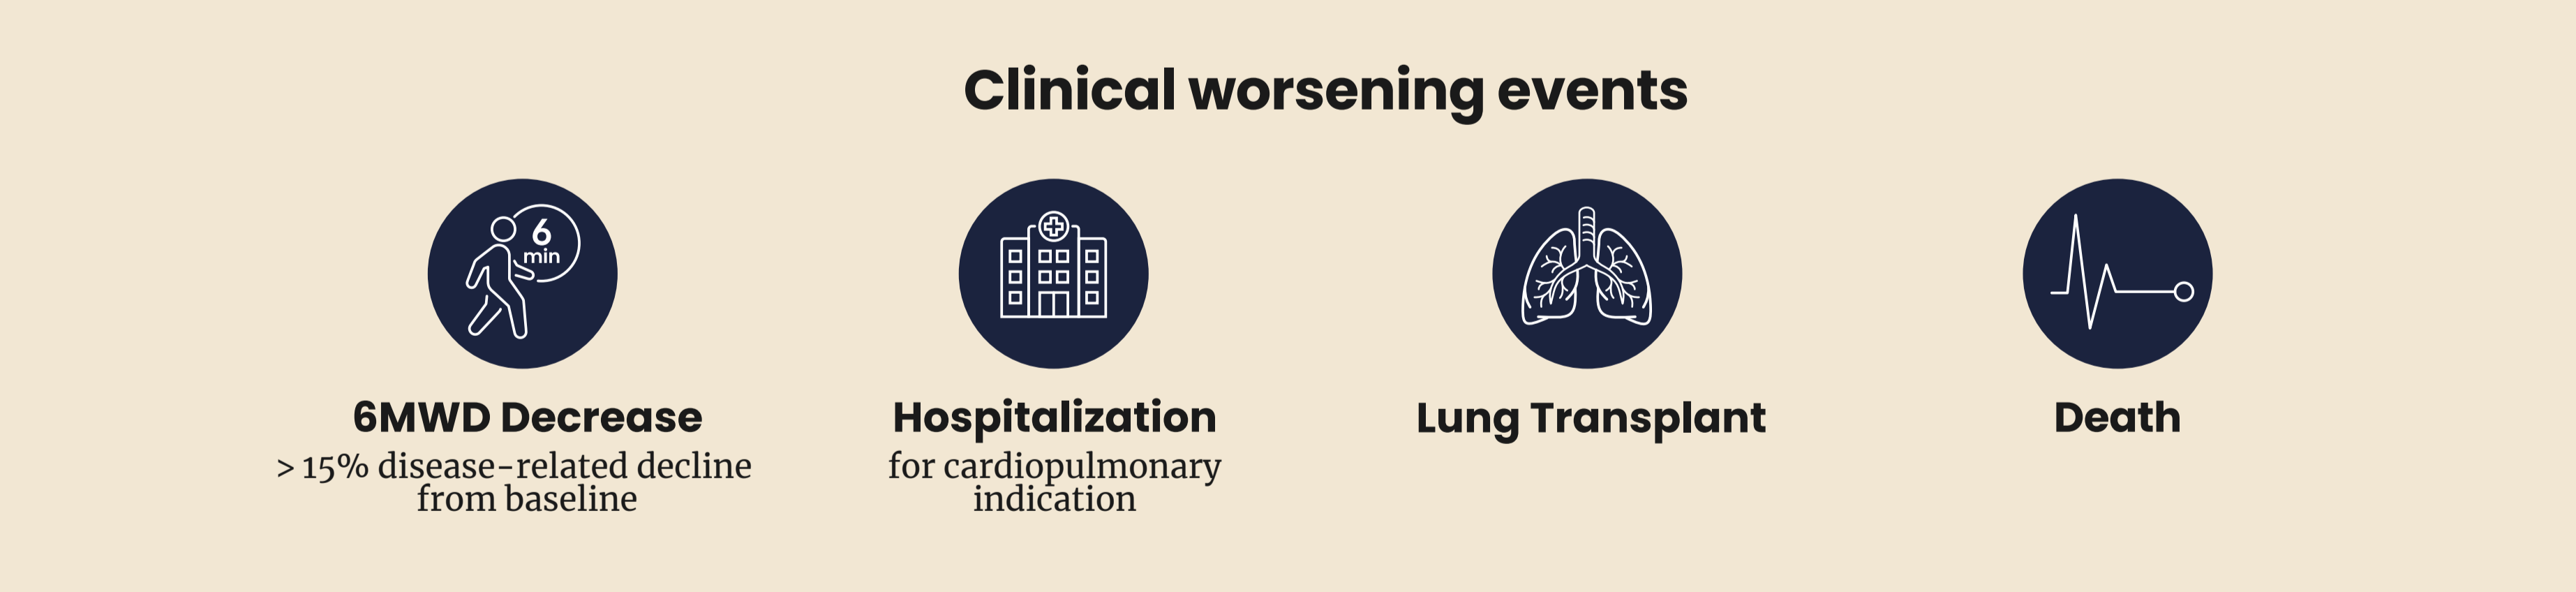 Clinical worsening events
6
min
6MWD Decrease
> 15% disease-related decline
from baseline
Hospitalization
for cardiopulmonary
indication
Lung Transplant
Death